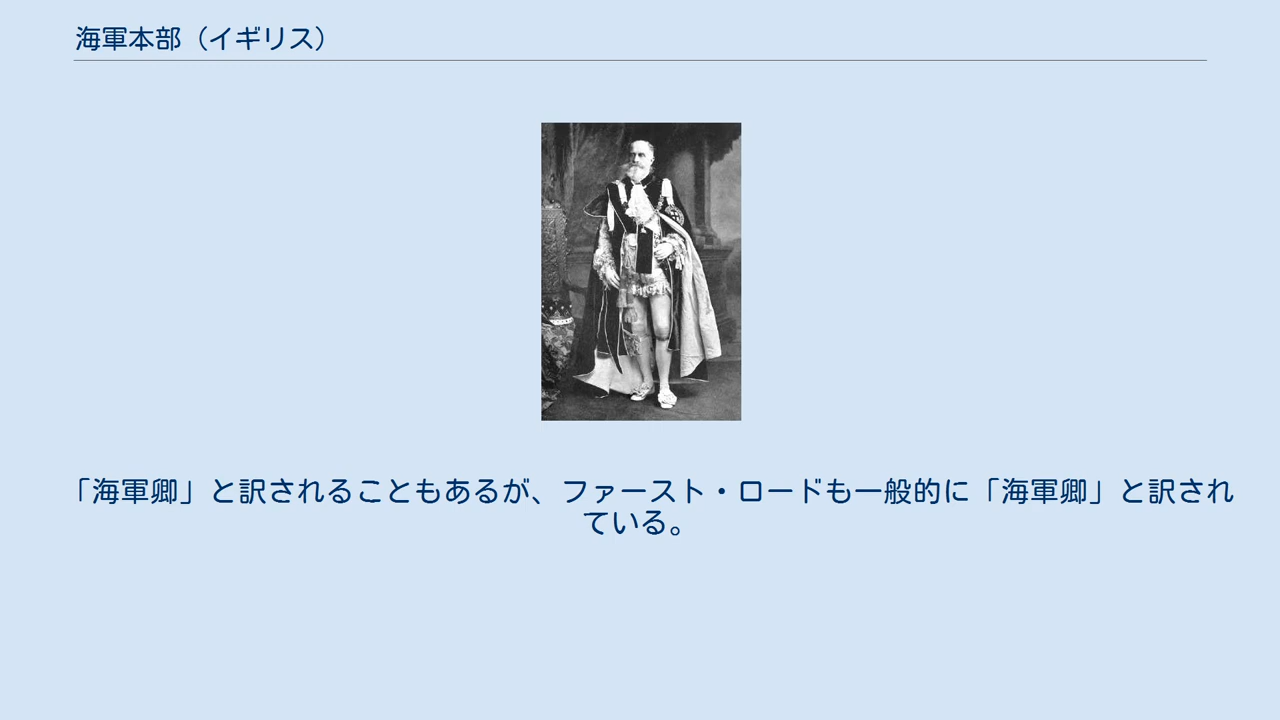 海軍本部（イギリス）
「海軍卿」と訳されることもあるが、ファースト・ロードも一般的に「海軍卿」と訳され
ている。